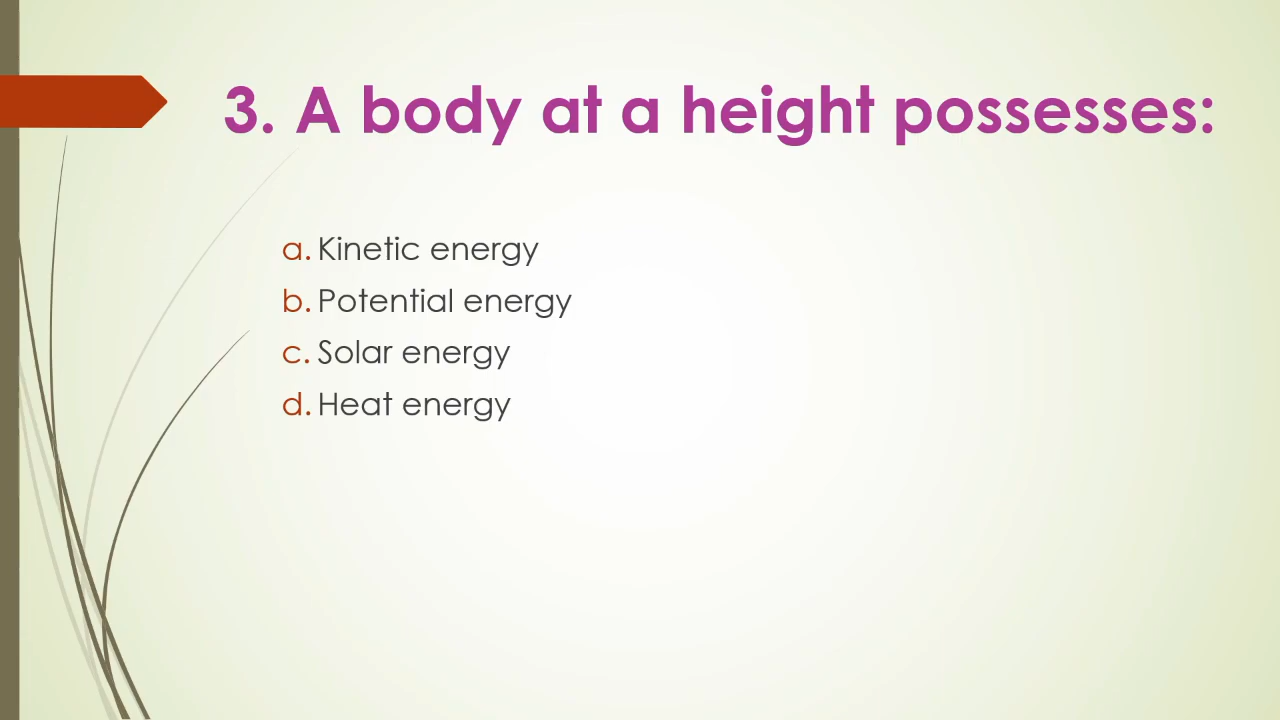 3. A body at a height possesses:
a. Kinetic energy
b. Potential energy
c. Solar energy
d. Heat energy